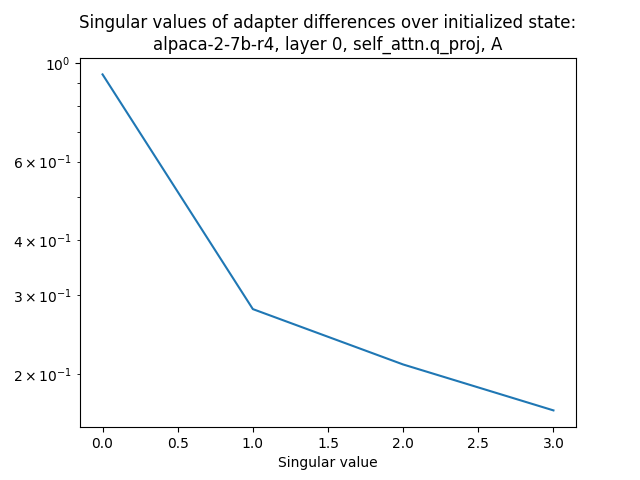 Singular values of adapter differences over initialized state:
alpaca-2-7b-r4, layer 0, self_attn.q_proj, A
10⁰
6 × 10⁻¹
4 × 10⁻¹
3 × 10⁻¹
2 × 10⁻¹
0.0 0.5 1.0 1.5 2.0 2.5 3.0
Singular value